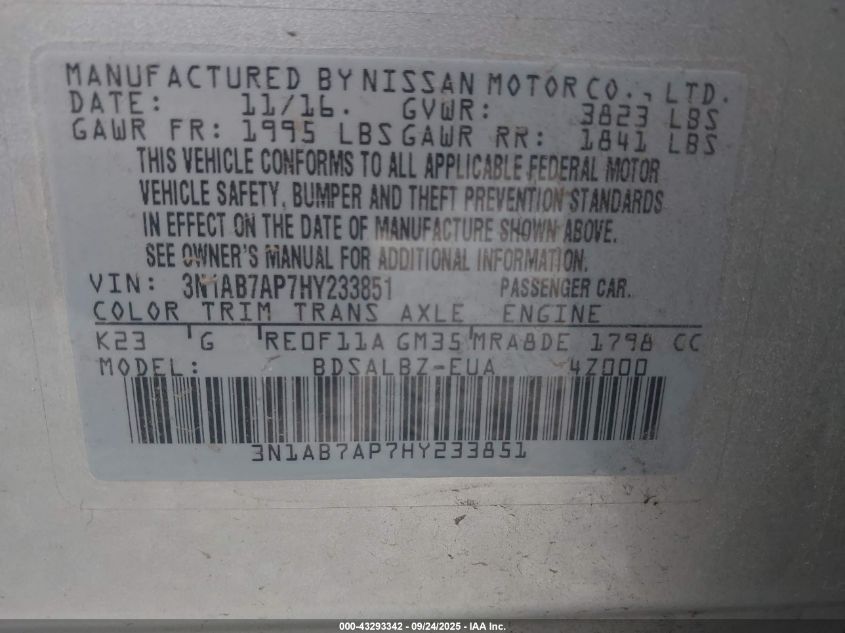 MANUFACTURED BY NISSAN MOTOR CO., LTD.
DATE: 11/16. GVWR: 3823 LBS
GAWR FR: 1995 LBS GAWR RR: 1841 LBS
THIS VEHICLE CONFORMS TO ALL APPLICABLE FEDERAL MOTOR
VEHICLE SAFETY, BUMPER AND THEFT PREVENTION STANDARDS
IN EFFECT ON THE DATE OF MANUFACTURE SHOWN ABOVE.
SEE OWNER'S MANUAL FOR ADDITIONAL INFORMATION.
VIN: 3N1AB7AP7HY233851 PASSENGER CAR.
COLOR TRIM TRANS AXLE ENGINE
K23 G RE0F11A GM35 MRA8DE 1798 CC
MODEL: BDSALBZ-EUA 4Z000
3N1AB7AP7HY233851
000-43293342 - 09/24/2025 - IAA Inc.